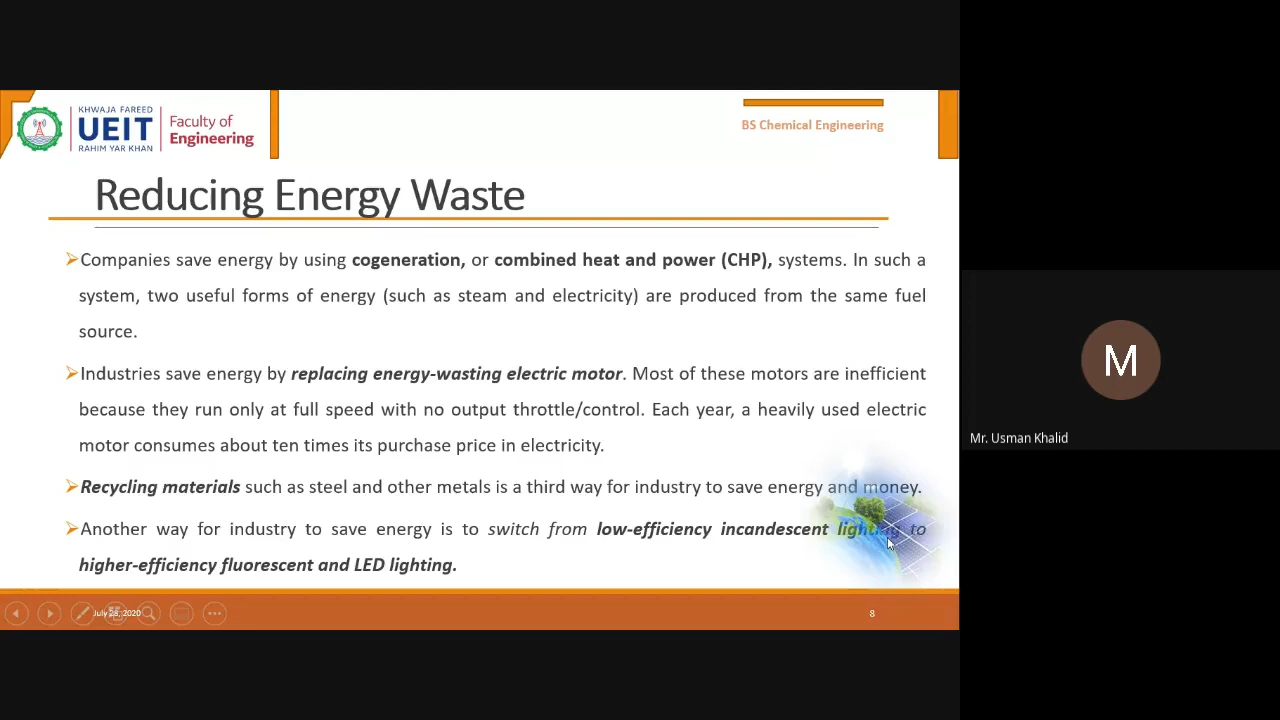 KHWAJA FAREED
UEIT
RAHIM YAR KHAN
Faculty of
Engineering
BS Chemical Engineering
Reducing Energy Waste
Companies save energy by using cogeneration, or combined heat and power (CHP), systems. In such a
system, two useful forms of energy (such as steam and electricity) are produced from the same fuel
source.
Industries save energy by replacing energy-wasting electric motor. Most of these motors are inefficient
because they run only at full speed with no output throttle/control. Each year, a heavily used electric
motor consumes about ten times its purchase price in electricity.
Recycling materials such as steel and other metals is a third way for industry to save energy and money.
Another way for industry to save energy is to switch from low-efficiency incandescent lighting to
higher-efficiency fluorescent and LED lighting.
July 28, 2020
8
M
Mr. Usman Khalid